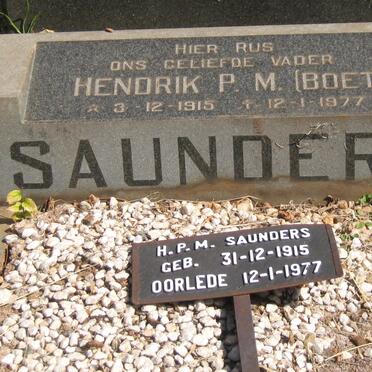 HIER RUS
ONS GELIEFDE VADER
HENDRIK P. M. (BOET
☆ 3-12-1915 † 12-1-1977
SAUNDER
H.P.M. SAUNDERS
GEB. 31-12-1915
OORLEDE 12-1-1977